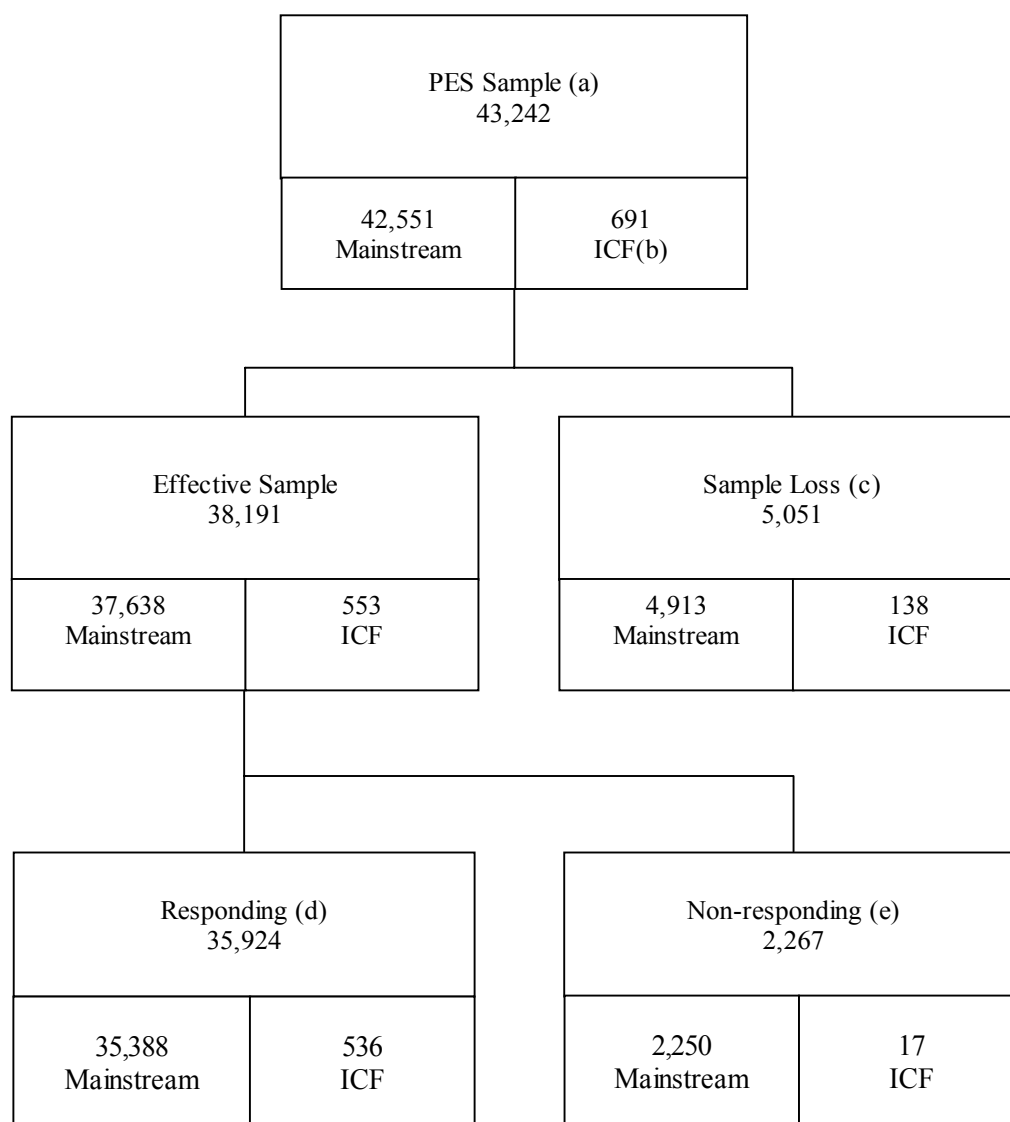 PES Sample (a)
43,242
42,551
Mainstream
691
ICF(b)
Effective Sample
38,191
37,638
Mainstream
553
ICF
Sample Loss (c)
5,051
4,913
Mainstream
138
ICF
Responding (d)
35,924
35,388
Mainstream
536
ICF
Non-responding (e)
2,267
2,250
Mainstream
17
ICF